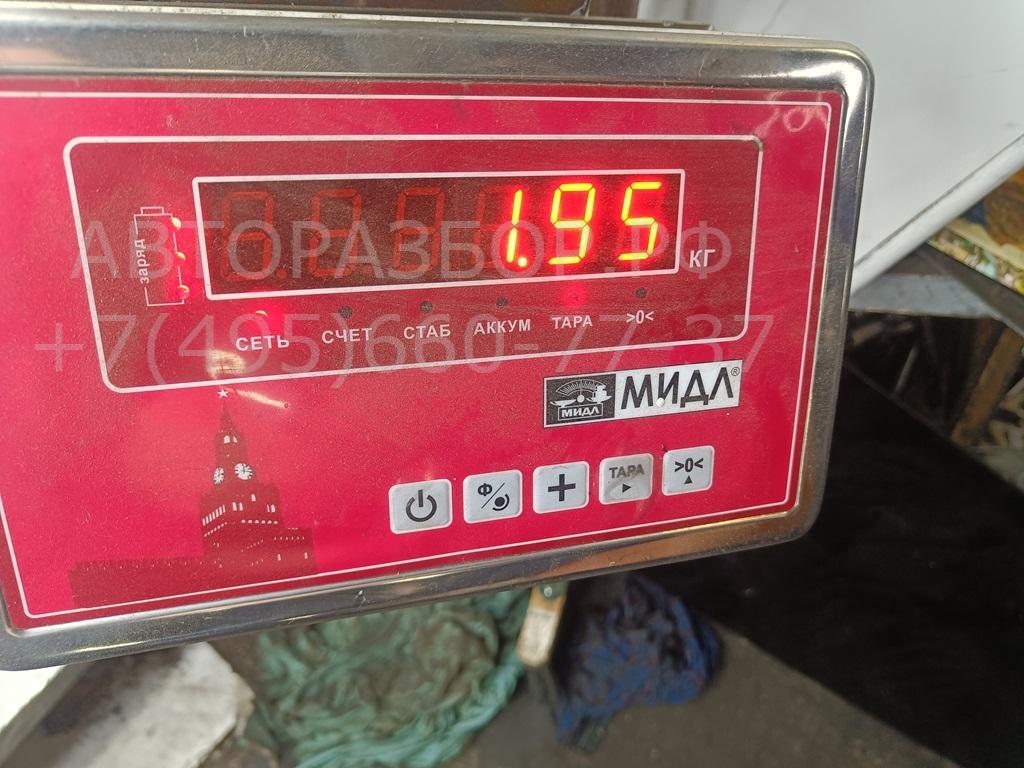 1.95
кг
заряд
АВТОРАЗБОР.РФ
+7(495)660-77-37
СЕТЬ СЧЕТ СТАБ АККУМ ТАРА >0<
МИДЛ МИДЛ®
Ф ТАРА >0<